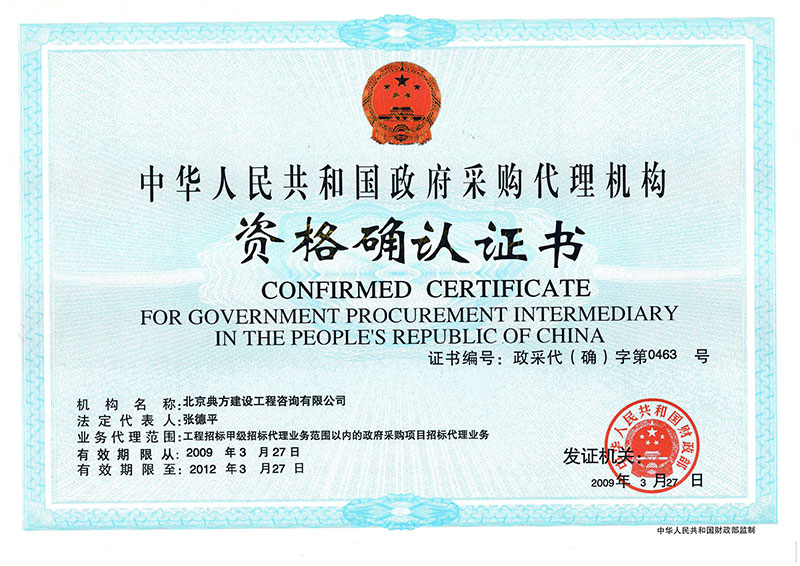 中华人民共和国政府采购代理机构
资格确认证书
CONFIRMED CERTIFICATE
FOR GOVERNMENT PROCUREMENT INTERMEDIARY
IN THE PEOPLE'S REPUBLIC OF CHINA
证书编号：政采代（确）字第0463 号
机构名称：北京典方建设工程咨询有限公司
法定代表人：张德平
业务代理范围：工程招标甲级招标代理业务范围以内的政府采购项目招标代理业务
有效期限从：2009 年 3 月 27 日
有效期限至：2012 年 3 月 27 日
中华人民共和国财政部
发证机关：
2009 年 3 月 27 日
中华人民共和国财政部监制